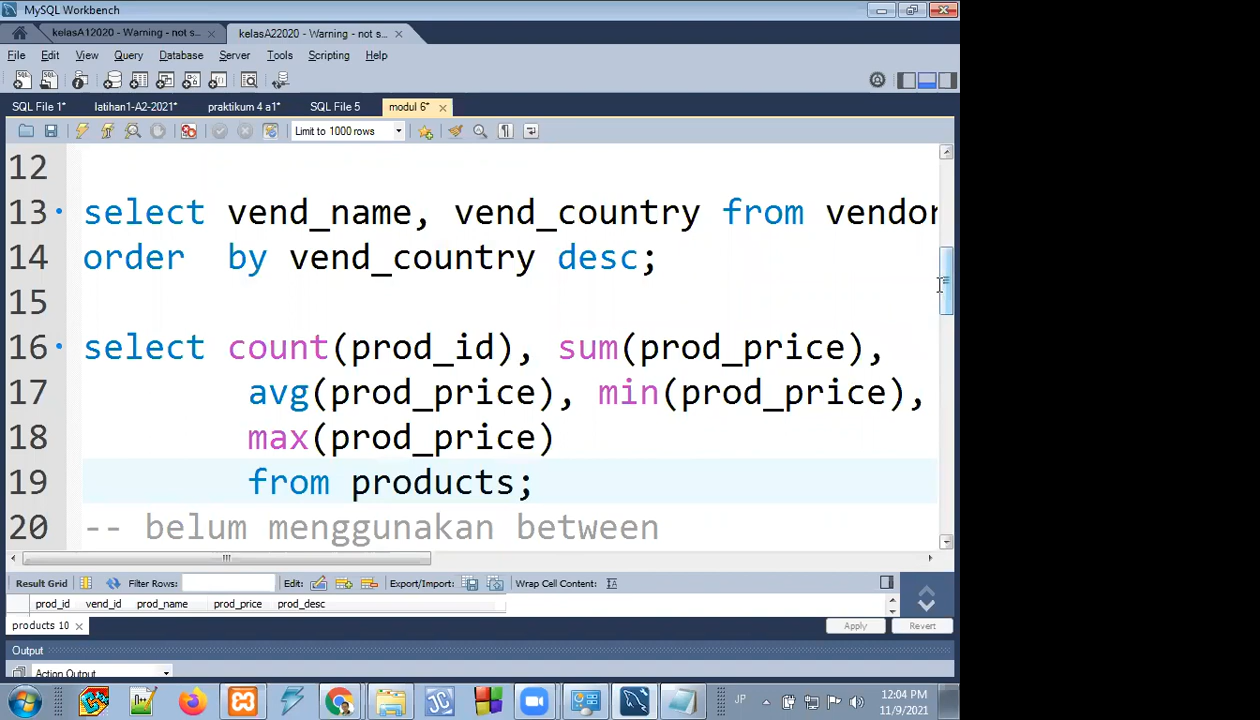 MySQL Workbench
kelasA12020 - Warning - not s...
kelasA22020 - Warning - not s...
File Edit View Query Database Server Tools Scripting Help
SQL File 1* latihan1-A2-2021* praktikum 4 a1* SQL File 5 modul 6*
Limit to 1000 rows
12
13 select vend_name, vend_country from vendor
14 order by vend_country desc;
15
16 select count(prod_id), sum(prod_price),
17 avg(prod_price), min(prod_price),
18 max(prod_price)
19 from products;
20 -- belum menggunakan between
Result Grid Filter Rows: Edit: Export/Import: Wrap Cell Content:
prod_id vend_id prod_name prod_price prod_desc
products 10 Apply Revert
Output
Action Output
JP 12:04 PM
11/9/2021